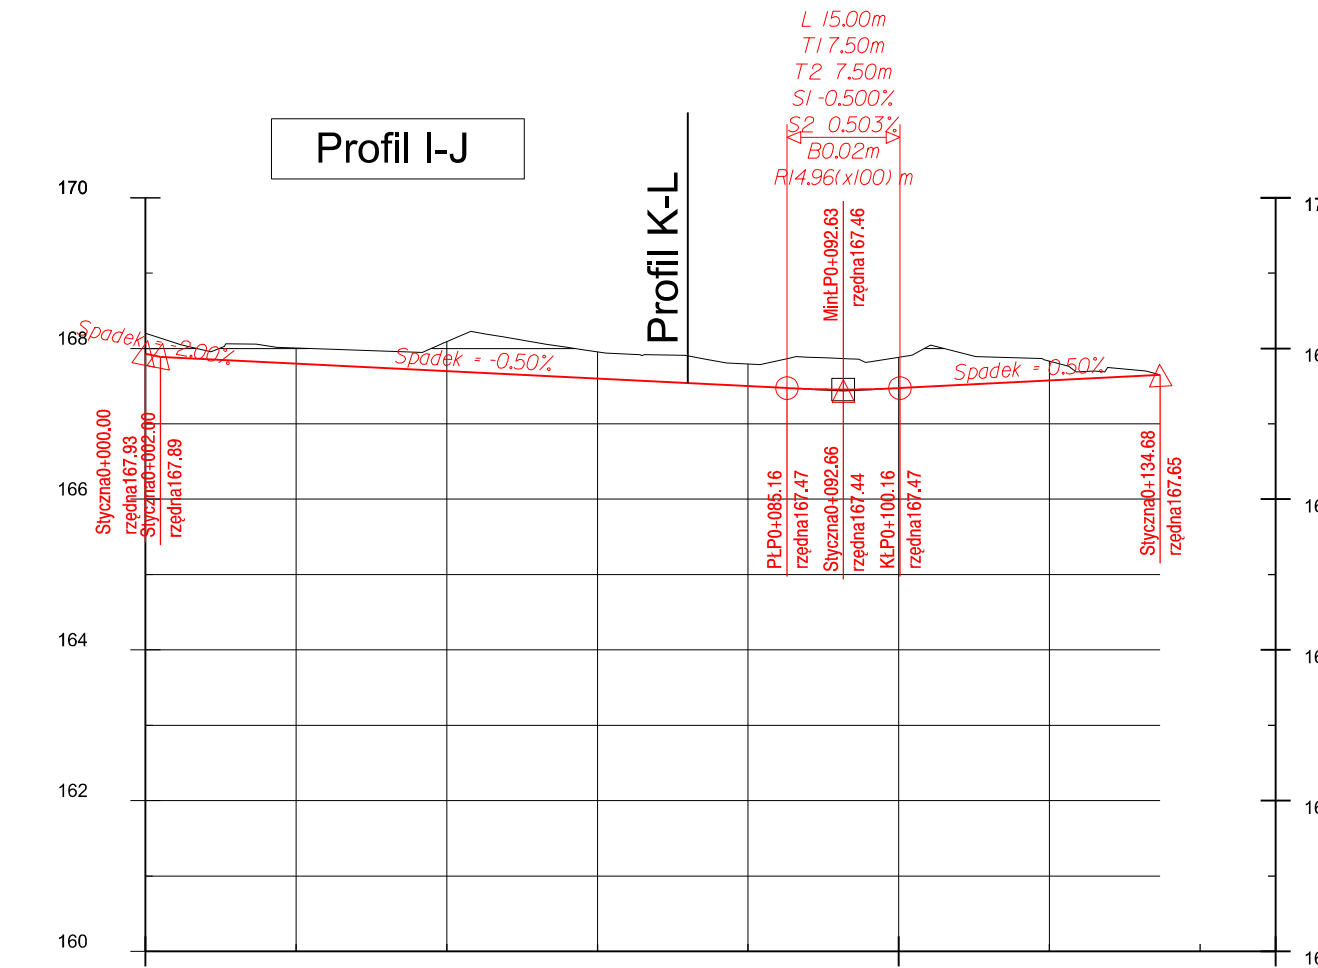 L 15.00m
T1 7.50m
T2 7.50m
S1 -0.500%
S2 0.503%
B0.02m
R14.96(x100) m
Profil I-J
Profil K-L
170
168
166
164
162
160
MinŁP0+092.63
rzędna167.46
Spadek = -2.00%
Spadek = -0.50%
Spadek = 0.50%
Styczna0+000.00
rzędna167.93
Styczna0+002.00
rzędna167.89
PŁP0+085.16
rzędna167.47
Styczna0+092.66
rzędna167.44
KŁP0+100.16
rzędna167.47
Styczna0+134.68
rzędna167.65